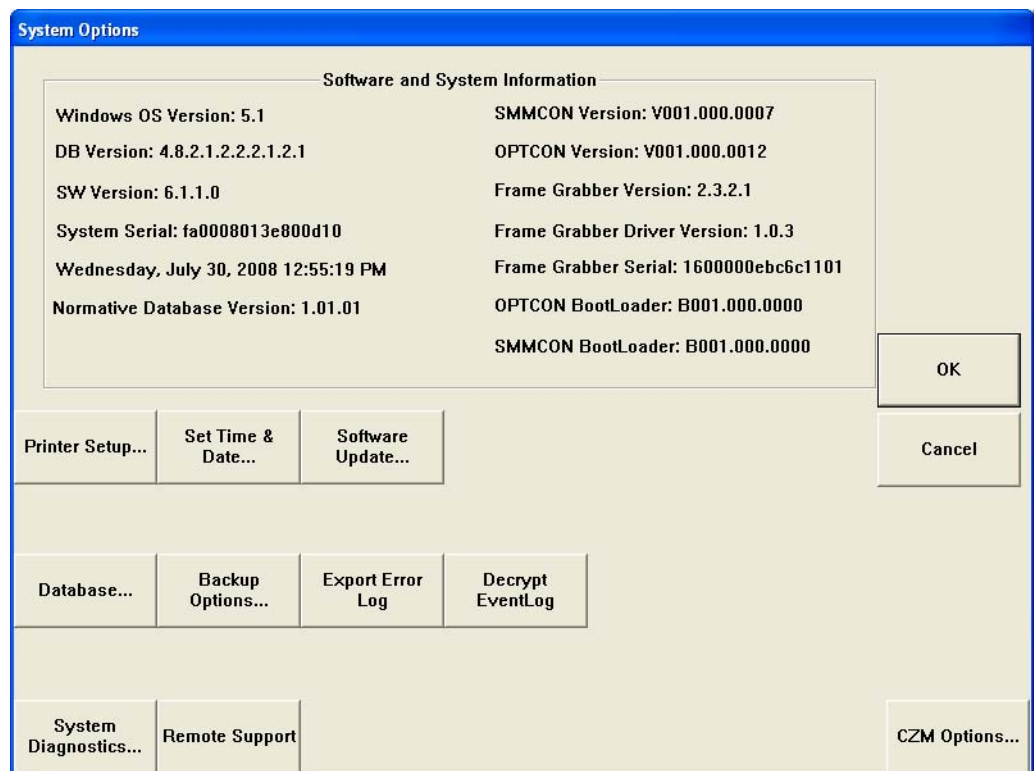 System Options
Software and System Information
Windows OS Version: 5.1
DB Version: 4.8.2.1.2.2.2.1.2.1
SW Version: 6.1.1.0
System Serial: fa0008013e800d10
Wednesday, July 30, 2008 12:55:19 PM
Normative Database Version: 1.01.01
SMMCON Version: V001.000.0007
OPTCON Version: V001.000.0012
Frame Grabber Version: 2.3.2.1
Frame Grabber Driver Version: 1.0.3
Frame Grabber Serial: 1600000ebc6c1101
OPTCON BootLoader: B001.000.0000
SMMCON BootLoader: B001.000.0000
OK
Cancel
Printer Setup...
Set Time &
Date...
Software
Update...
Database...
Backup
Options...
Export Error
Log
Decrypt
EventLog
System
Diagnostics...
Remote Support
CZM Options...